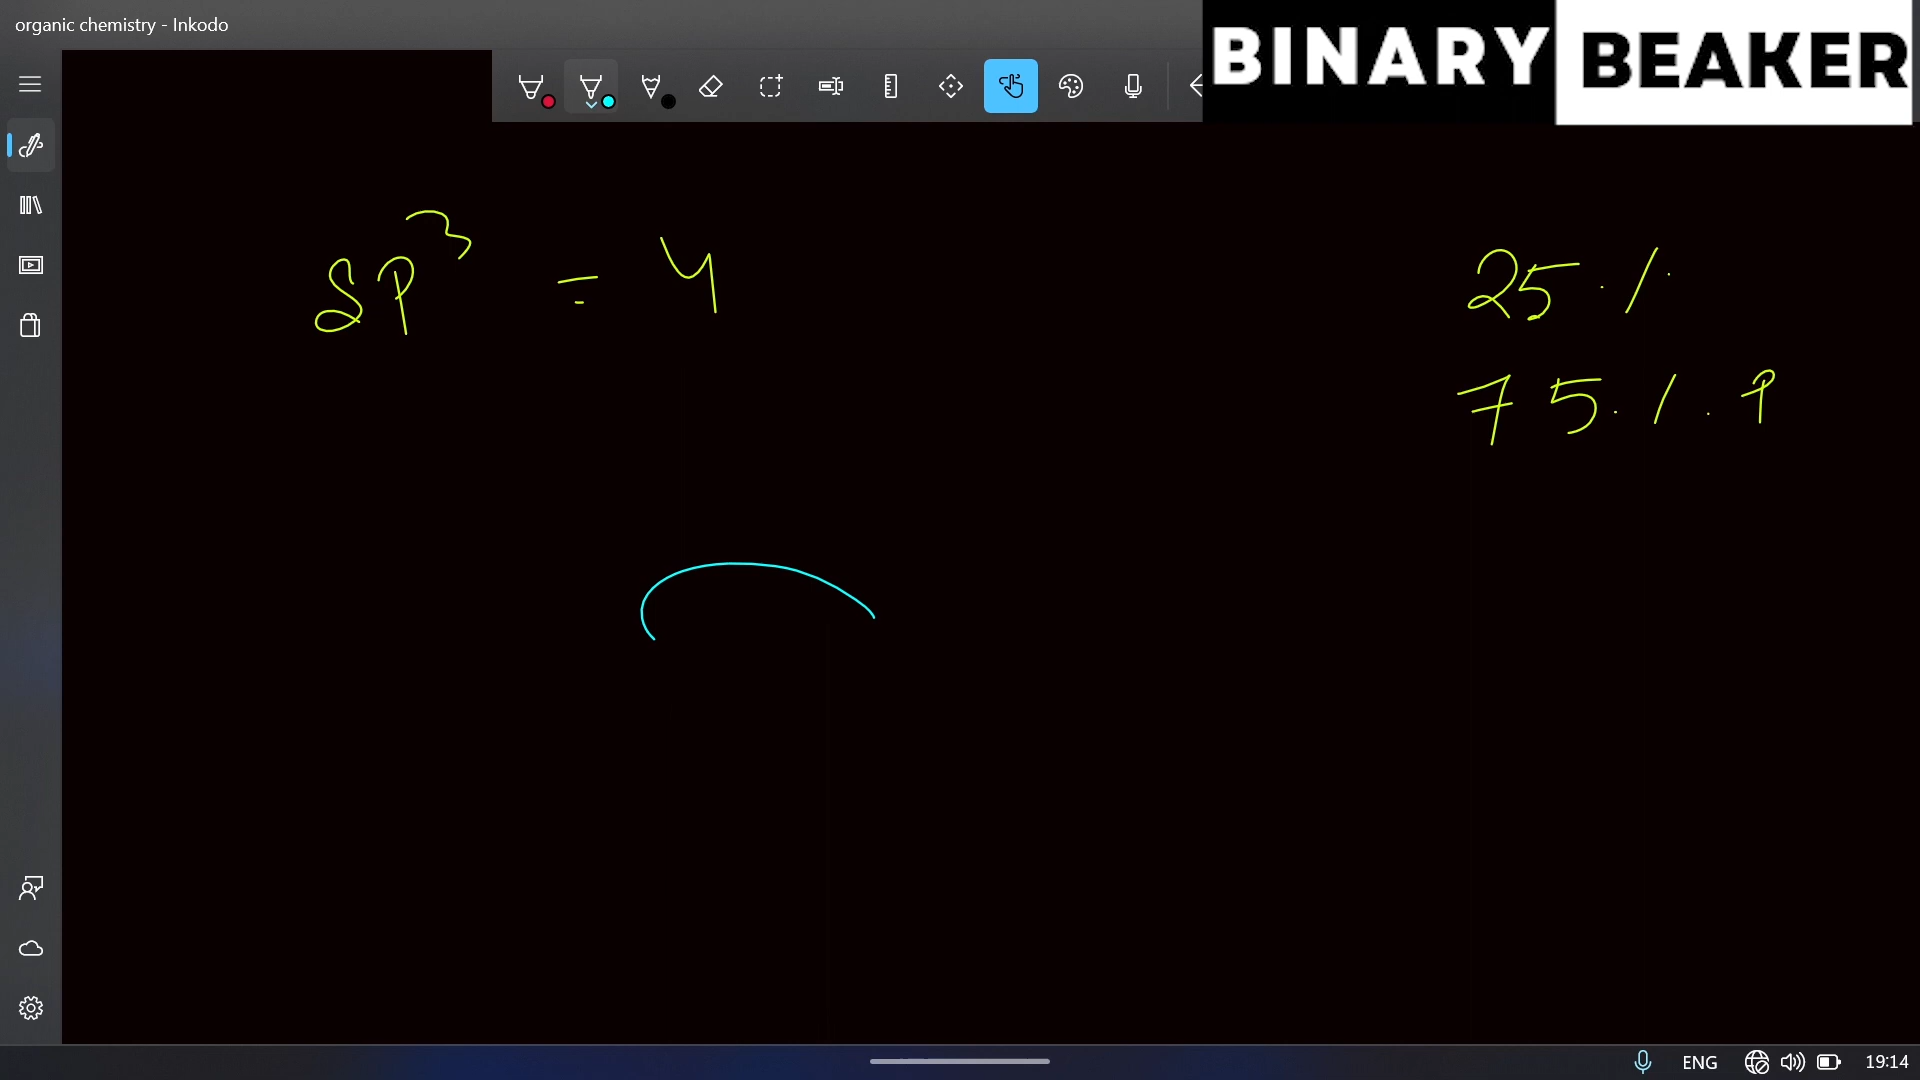 organic chemistry - Inkodo
BINARY BEAKER
SP³ = 4
25 %.
75 %. P
ENG
19:14